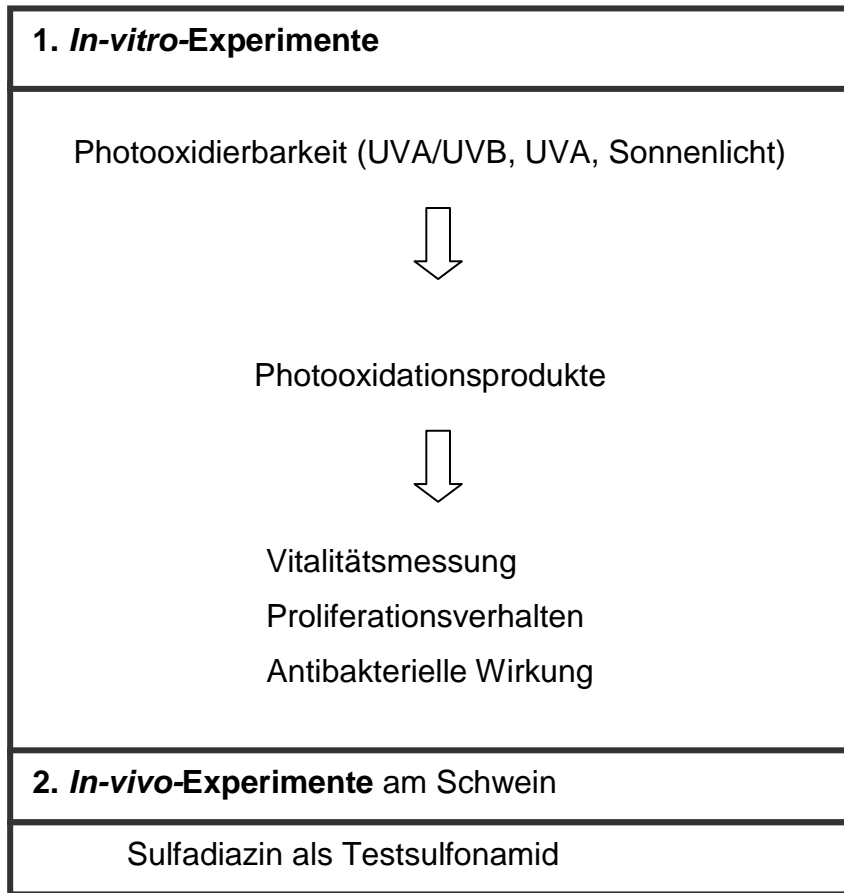 1. In-vitro-Experimente
Photooxidierbarkeit (UVA/UVB, UVA, Sonnenlicht)
Photooxidationsprodukte
Vitalitätsmessung
Proliferationsverhalten
Antibakterielle Wirkung
2. In-vivo-Experimente am Schwein
Sulfadiazin als Testsulfonamid